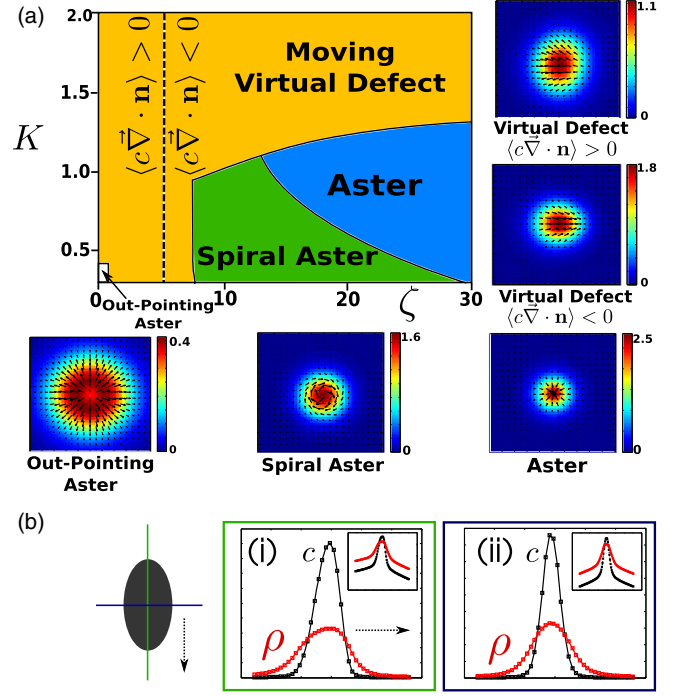 (a)
2.0
1.5
1.0
0.5
K
⟨c∇⃗ · n⟩ > 0
⟨c∇⃗ · n⟩ < 0
Moving
Virtual Defect
Aster
Spiral Aster
0
10
20
30
ζ
Out-Pointing
Aster
1.1
0
Virtual Defect
⟨c∇⃗ · n⟩ > 0
1.8
0
Virtual Defect
⟨c∇⃗ · n⟩ < 0
0.4
0
Out-Pointing
Aster
1.6
0
Spiral Aster
2.5
0
Aster
(b)
(i)
c
ρ
(ii)
c
ρ